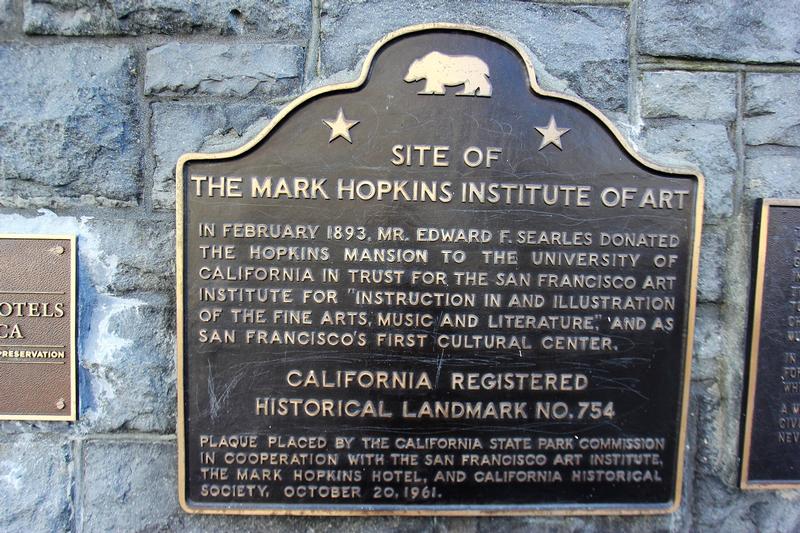 SITE OF
THE MARK HOPKINS INSTITUTE OF ART
IN FEBRUARY 1893, MR. EDWARD F. SEARLES DONATED
THE HOPKINS MANSION TO THE UNIVERSITY OF
CALIFORNIA IN TRUST FOR THE SAN FRANCISCO ART
INSTITUTE FOR "INSTRUCTION IN AND ILLUSTRATION
OF THE FINE ARTS, MUSIC AND LITERATURE," AND AS
SAN FRANCISCO'S FIRST CULTURAL CENTER.
CALIFORNIA REGISTERED
HISTORICAL LANDMARK NO. 754
PLAQUE PLACED BY THE CALIFORNIA STATE PARK COMMISSION
IN COOPERATION WITH THE SAN FRANCISCO ART INSTITUTE,
THE MARK HOPKINS HOTEL, AND CALIFORNIA HISTORICAL
SOCIETY, OCTOBER 20, 1961.
OTELS
CA
PRESERVATION